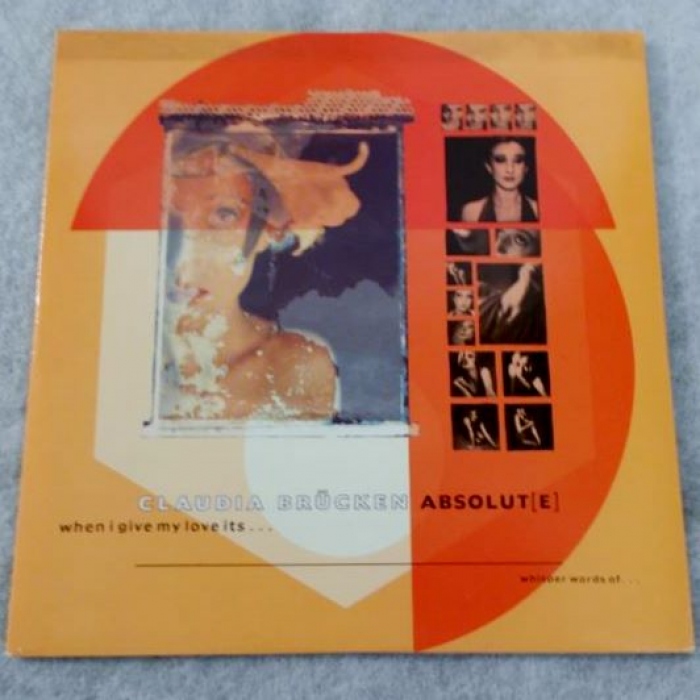 CLAUDIA BRÜCKEN ABSOLUT[E]
when i give my love its...
whisper words of...